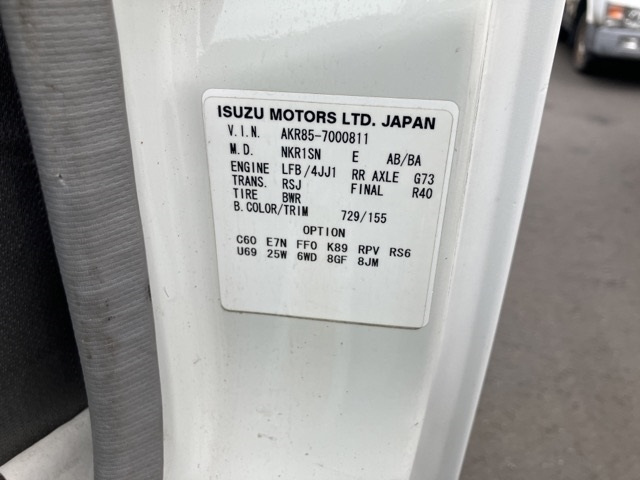 ISUZU MOTORS LTD. JAPAN
V.I.N. AKR85-7000811
M.D. NKR1SN E AB/BA
ENGINE LFB/4JJ1 RR AXLE G73
TRANS. RSJ FINAL R40
TIRE BWR
B.COLOR/TRIM 729/155
OPTION
C60 E7N FF0 K89 RPV RS6
U69 25W 6WD 8GF 8JM